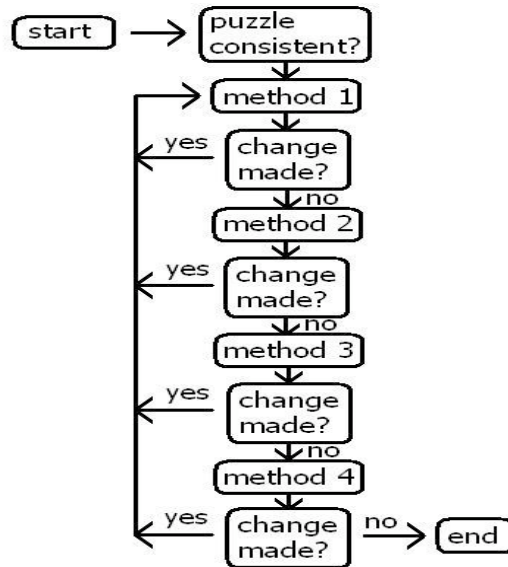 start
puzzle
consistent?
method 1
yes
change
made?
no
method 2
yes
change
made?
no
method 3
yes
change
made?
no
method 4
yes
change
made?
no
end